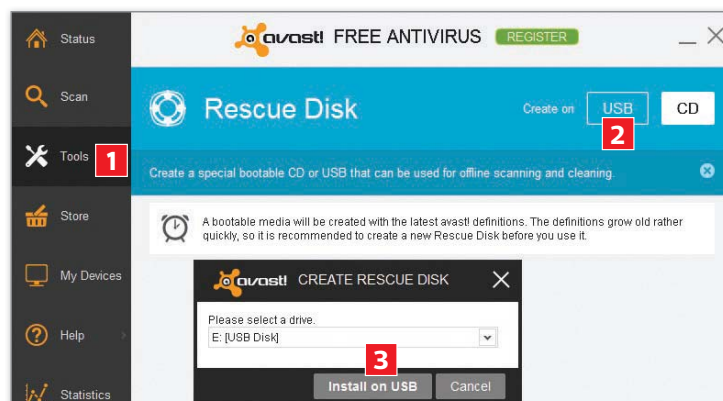 Status
avast! FREE ANTIVIRUS REGISTER
Scan
Rescue Disk
Create on USB CD
2
Tools 1
Create a special bootable CD or USB that can be used for offline scanning and cleaning.
Store
A bootable media will be created with the latest avast! definitions. The definitions grow old rather
quickly, so it is recommended to create a new Rescue Disk before you use it.
My Devices
avast! CREATE RESCUE DISK
Please select a drive.
E: [USB Disk]
Help
3
Install on USB Cancel
Statistics